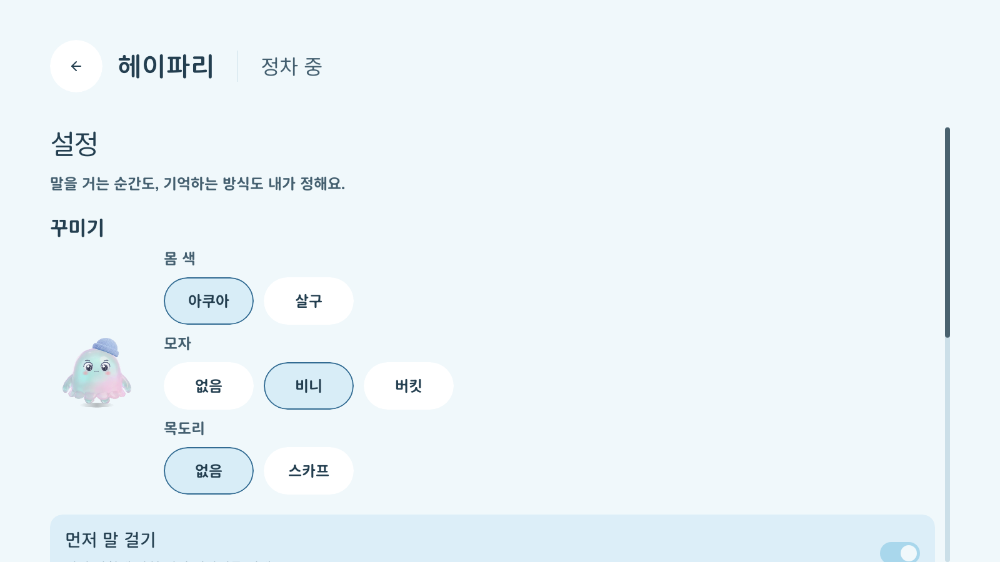 헤이파리
정차 중
설정
말을 거는 순간도, 기억하는 방식도 내가 정해요.
꾸미기
몸 색
아쿠아 살구
모자
없음 비니 버킷
목도리
없음 스카프
먼저 말 걸기